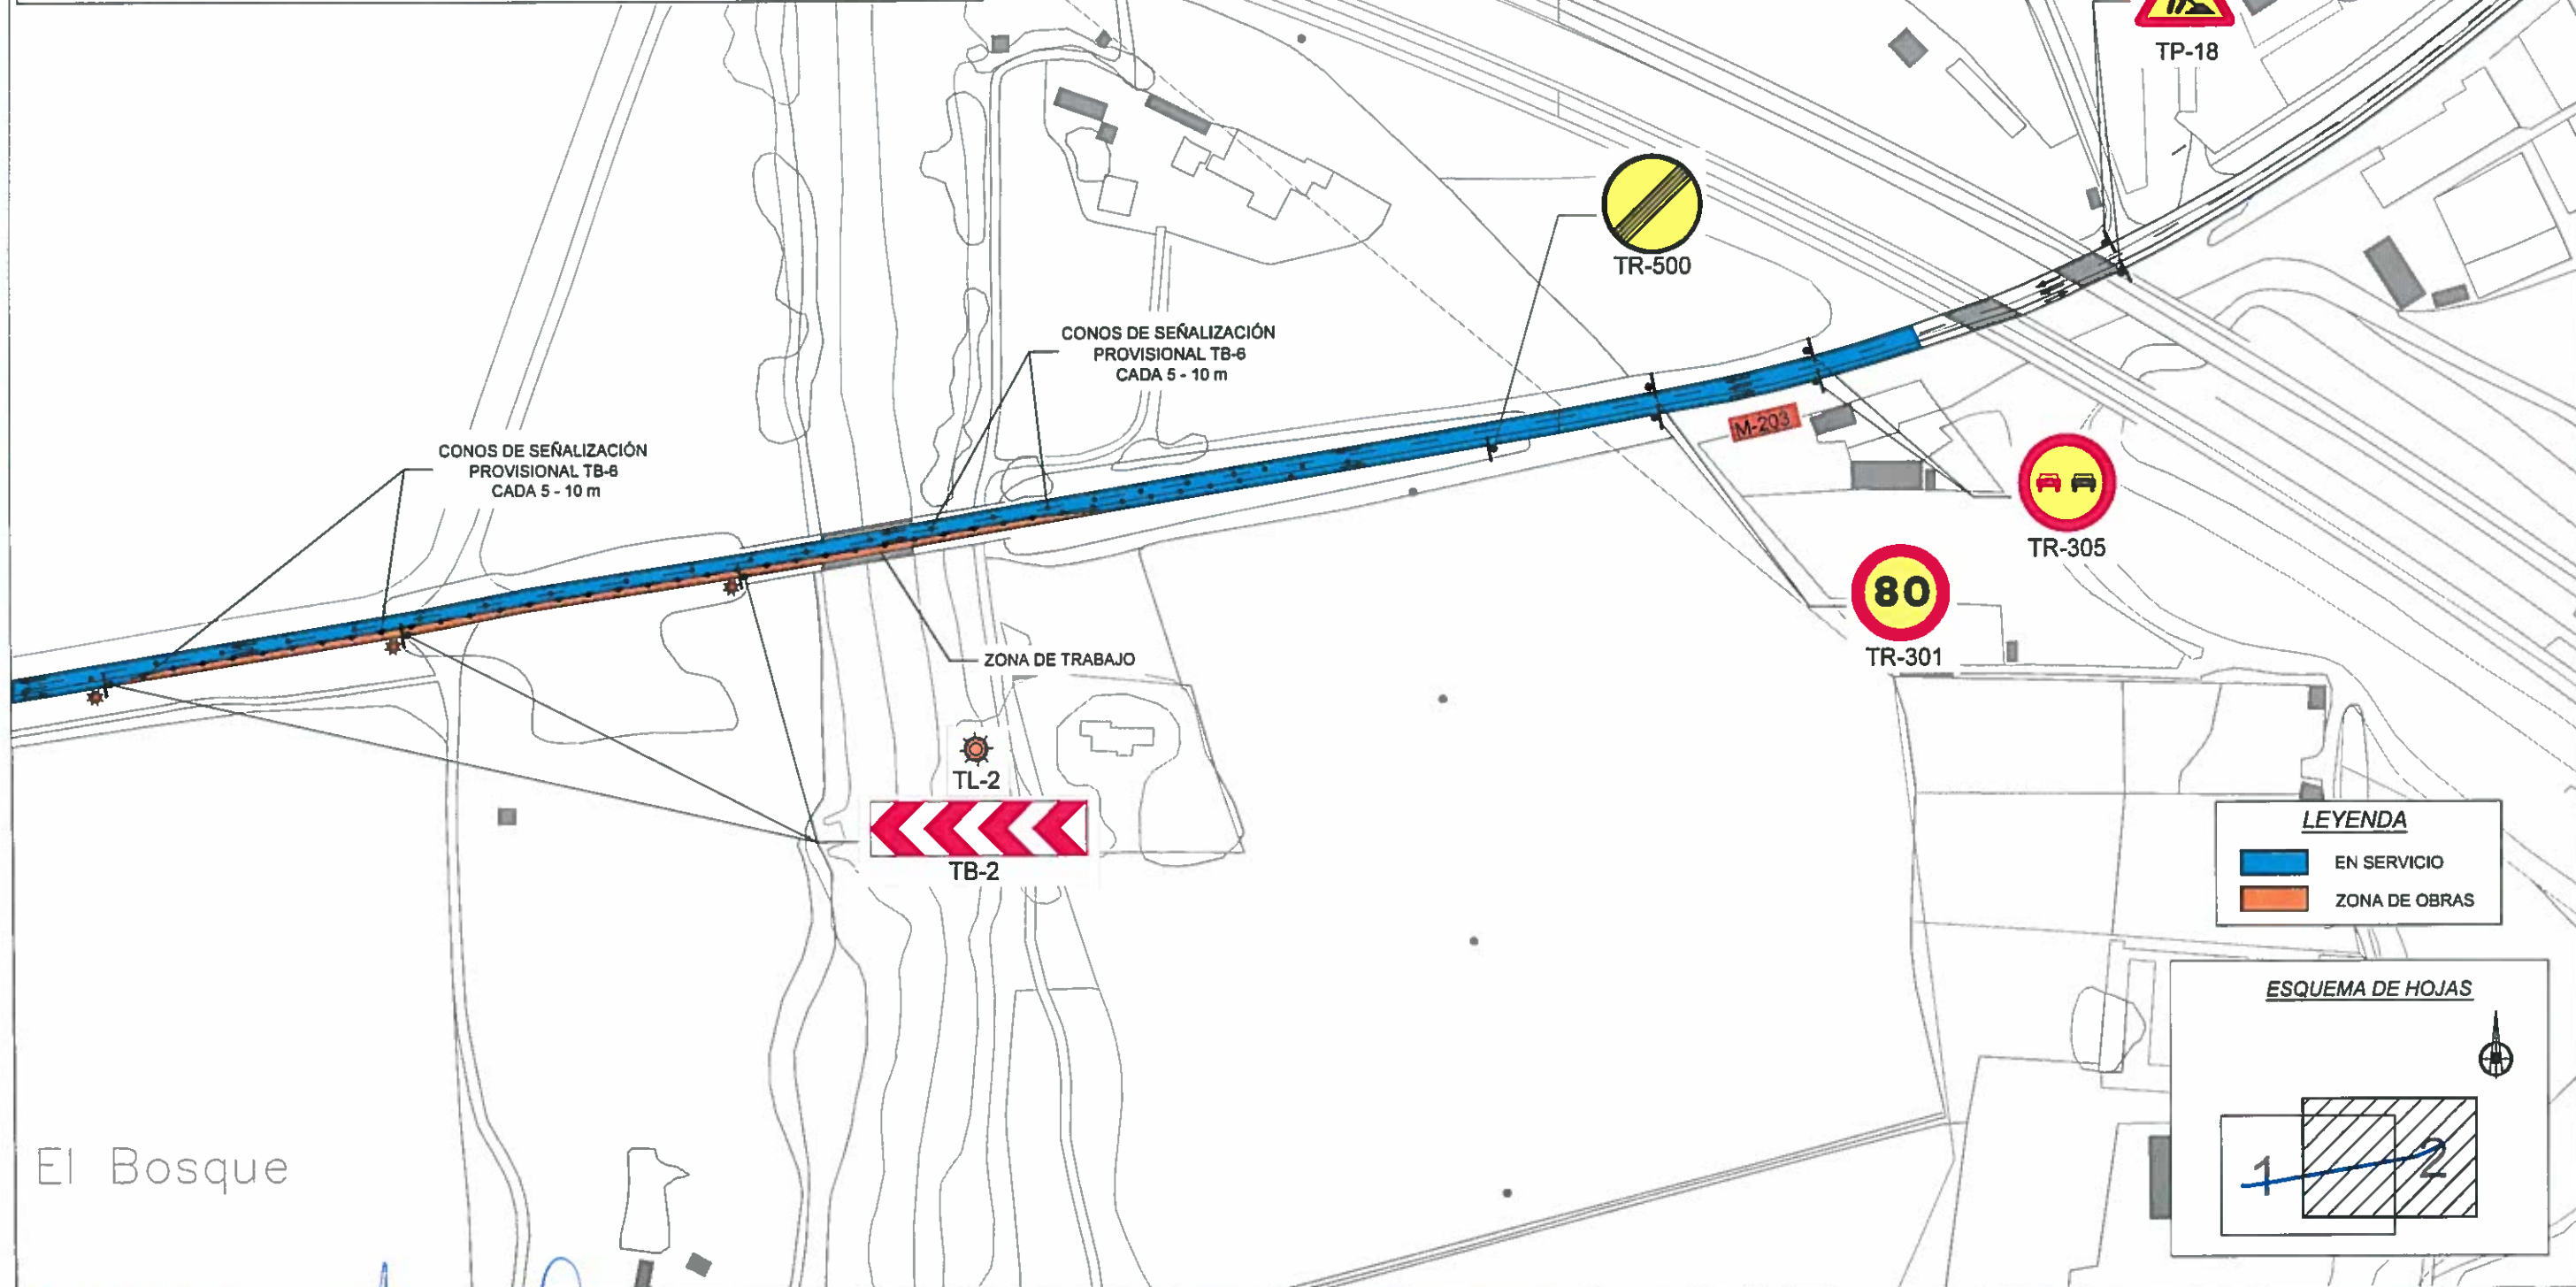 TP-18
TR-500
CONOS DE SEÑALIZACIÓN
PROVISIONAL TB-6
CADA 5 - 10 m
M-203
CONOS DE SEÑALIZACIÓN
PROVISIONAL TB-6
CADA 5 - 10 m
TR-305
80
TR-301
ZONA DE TRABAJO
TL-2
TB-2
LEYENDA
EN SERVICIO
ZONA DE OBRAS
ESQUEMA DE HOJAS
1
2
El Bosque